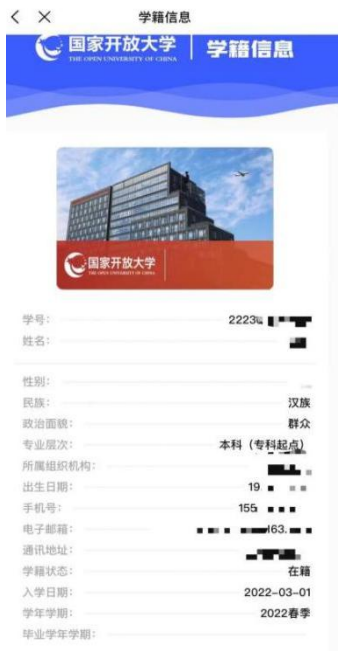 学籍信息
国家开放大学 学籍信息
THE OPEN UNIVERSITY OF CHINA
国家开放大学
THE OPEN UNIVERSITY OF CHINA
学号: 2223
姓名:
性别:
民族: 汉族
政治面貌: 群众
专业层次: 本科（专科起点）
所属组织机构:
出生日期: 19
手机号: 155
电子邮箱: 163.
通讯地址:
学籍状态: 在籍
入学日期: 2022-03-01
学年学期: 2022春季
毕业学年学期: